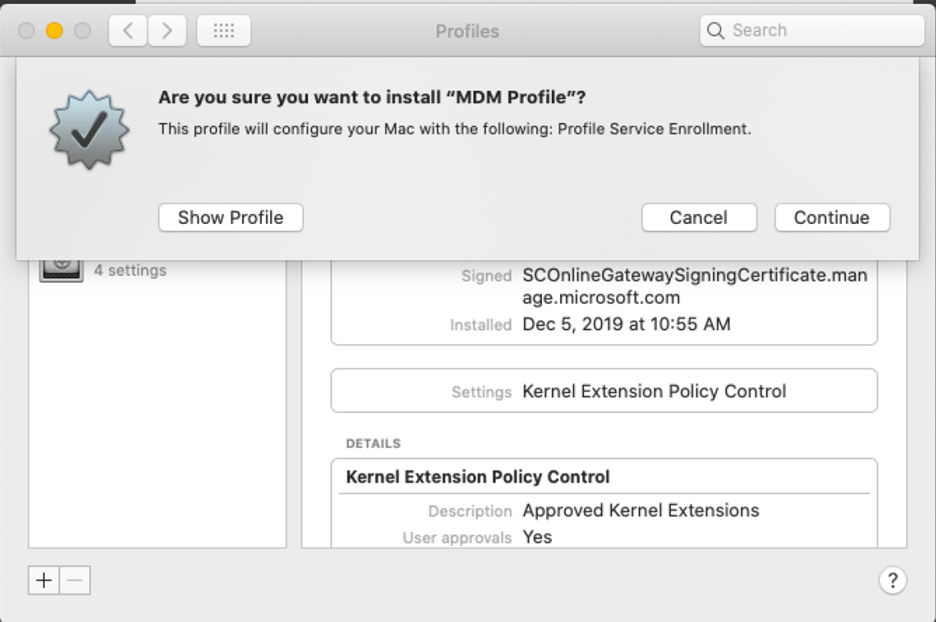 Profiles
Search
Are you sure you want to install “MDM Profile”?
This profile will configure your Mac with the following: Profile Service Enrollment.
Show Profile
Cancel
Continue
4 settings
Signed SCOnlineGatewaySigningCertificate.man
age.microsoft.com
Installed Dec 5, 2019 at 10:55 AM
Settings Kernel Extension Policy Control
DETAILS
Kernel Extension Policy Control
Description Approved Kernel Extensions
User approvals Yes
+ −
?